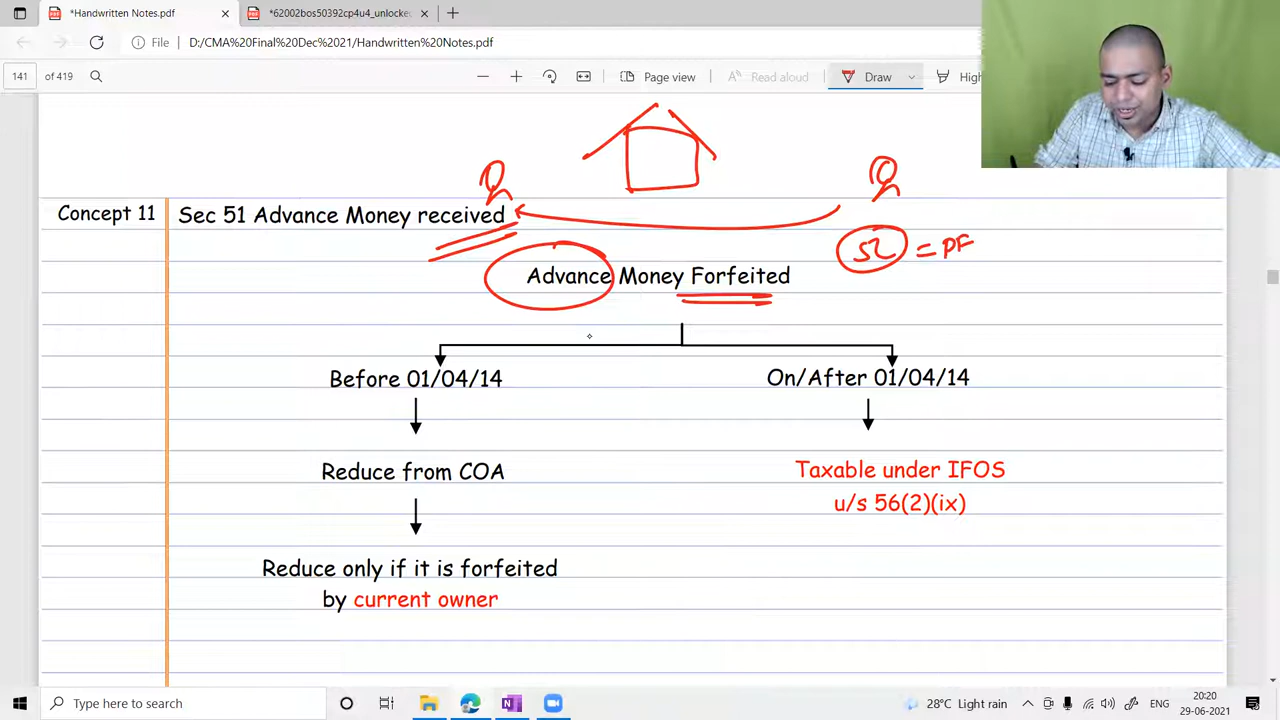 *Handwritten Notes.pdf
*62002bos50392cp4u4_unlocke
File D:/CMA%20Final%20Dec%2021/Handwritten%20Notes.pdf
141 of 419 Page view Read aloud Draw High
Concept 11
Sec 51 Advance Money received
= PF
Advance Money Forfeited
Before 01/04/14
On/After 01/04/14
Reduce from COA
Taxable under IFOS
u/s 56(2)(ix)
Reduce only if it is forfeited
by current owner
Type here to search
28°C Light rain
ENG
20:20
29-06-2021